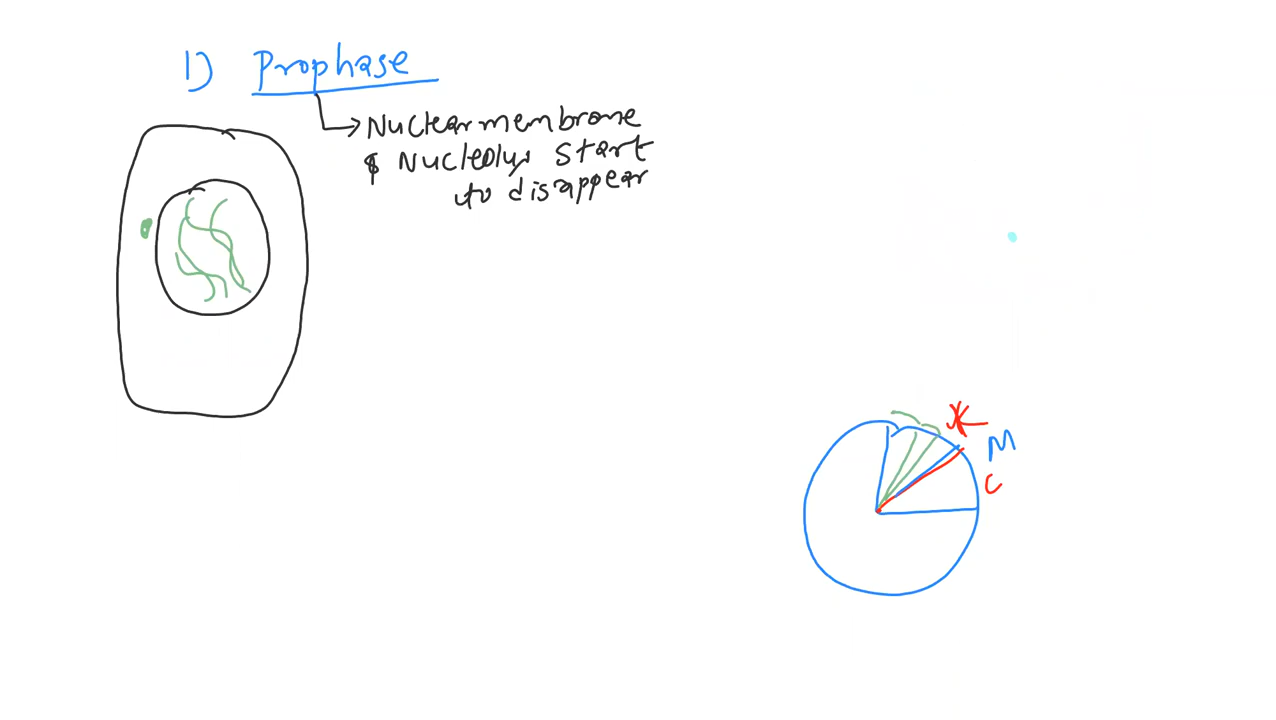 1) Prophase
Nuclear membrane
& Nucleolus start
to disappear
K
M
C